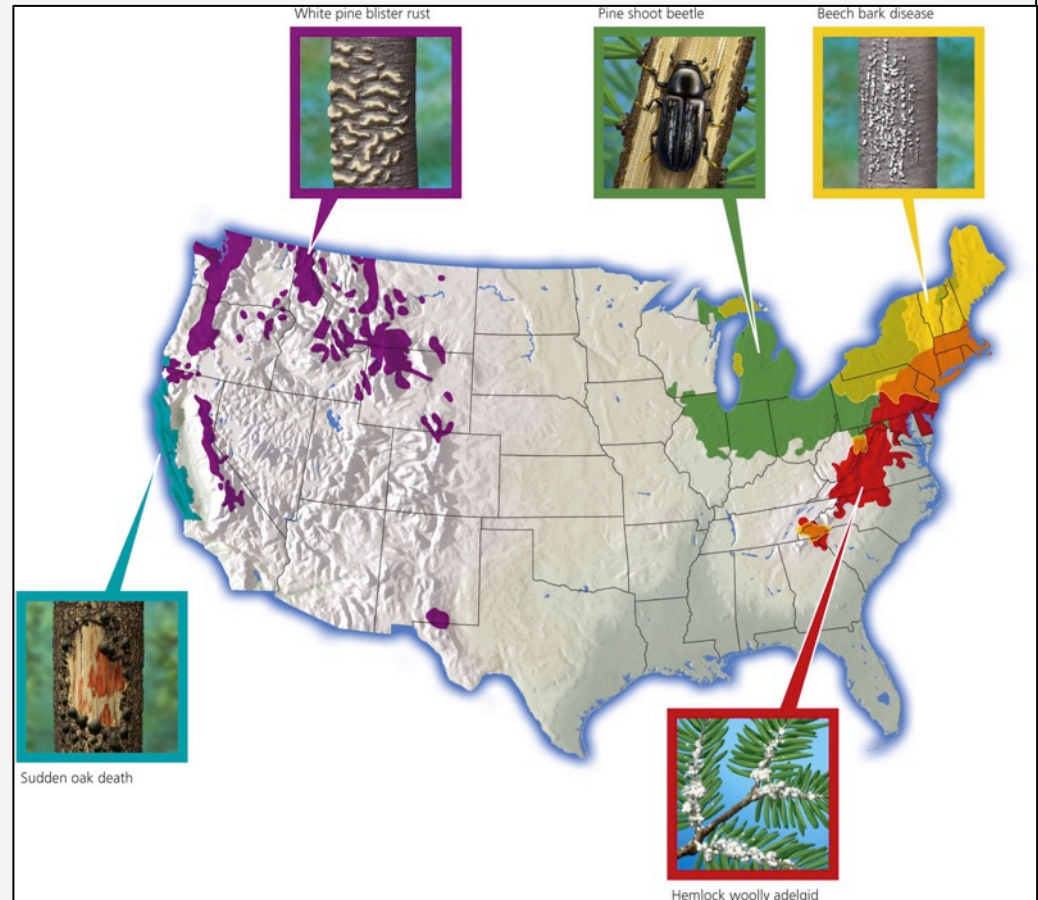 White pine blister rust
Pine shoot beetle
Beech bark disease
Sudden oak death
Hemlock woolly adelgid